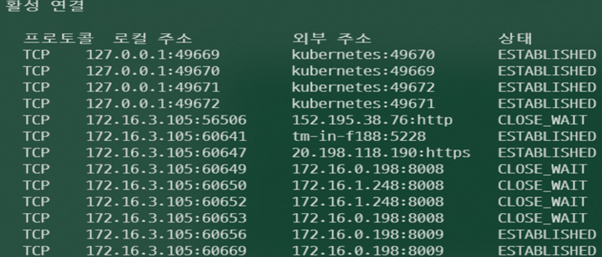 활성 연결
프로토콜 로컬 주소 외부 주소 상태
TCP 127.0.0.1:49669 kubernetes:49670 ESTABLISHED
TCP 127.0.0.1:49670 kubernetes:49669 ESTABLISHED
TCP 127.0.0.1:49671 kubernetes:49672 ESTABLISHED
TCP 127.0.0.1:49672 kubernetes:49671 ESTABLISHED
TCP 172.16.3.105:56506 152.195.38.76:http CLOSE_WAIT
TCP 172.16.3.105:60641 tm-in-f188:5228 ESTABLISHED
TCP 172.16.3.105:60647 20.198.118.190:https ESTABLISHED
TCP 172.16.3.105:60649 172.16.0.198:8008 CLOSE_WAIT
TCP 172.16.3.105:60650 172.16.1.248:8008 CLOSE_WAIT
TCP 172.16.3.105:60652 172.16.1.248:8008 CLOSE_WAIT
TCP 172.16.3.105:60653 172.16.0.198:8008 CLOSE_WAIT
TCP 172.16.3.105:60656 172.16.0.198:8009 ESTABLISHED
TCP 172.16.3.105:60669 172.16.0.198:8009 ESTABLISHED